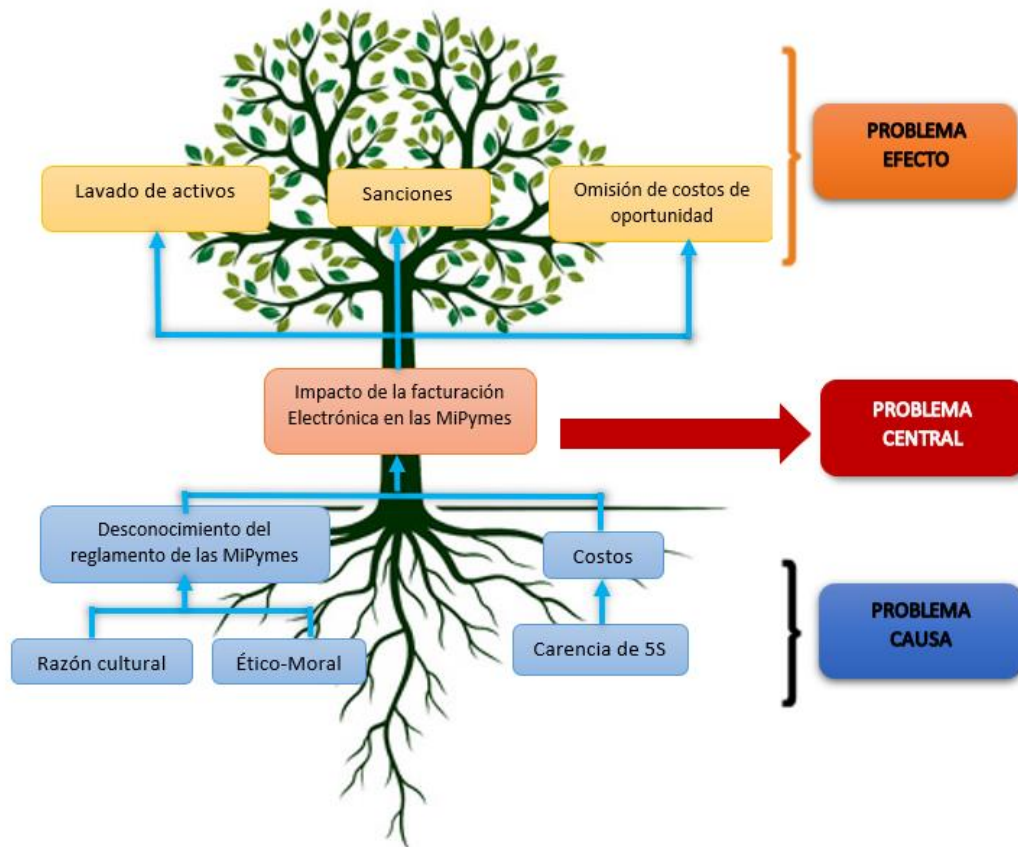 PROBLEMA
EFECTO
Lavado de activos
Sanciones
Omisión de costos de
oportunidad
Impacto de la facturación
Electrónica en las MiPymes
PROBLEMA
CENTRAL
Desconocimiento del
reglamento de las MiPymes
Costos
Razón cultural
Ético-Moral
Carencia de 5S
PROBLEMA
CAUSA